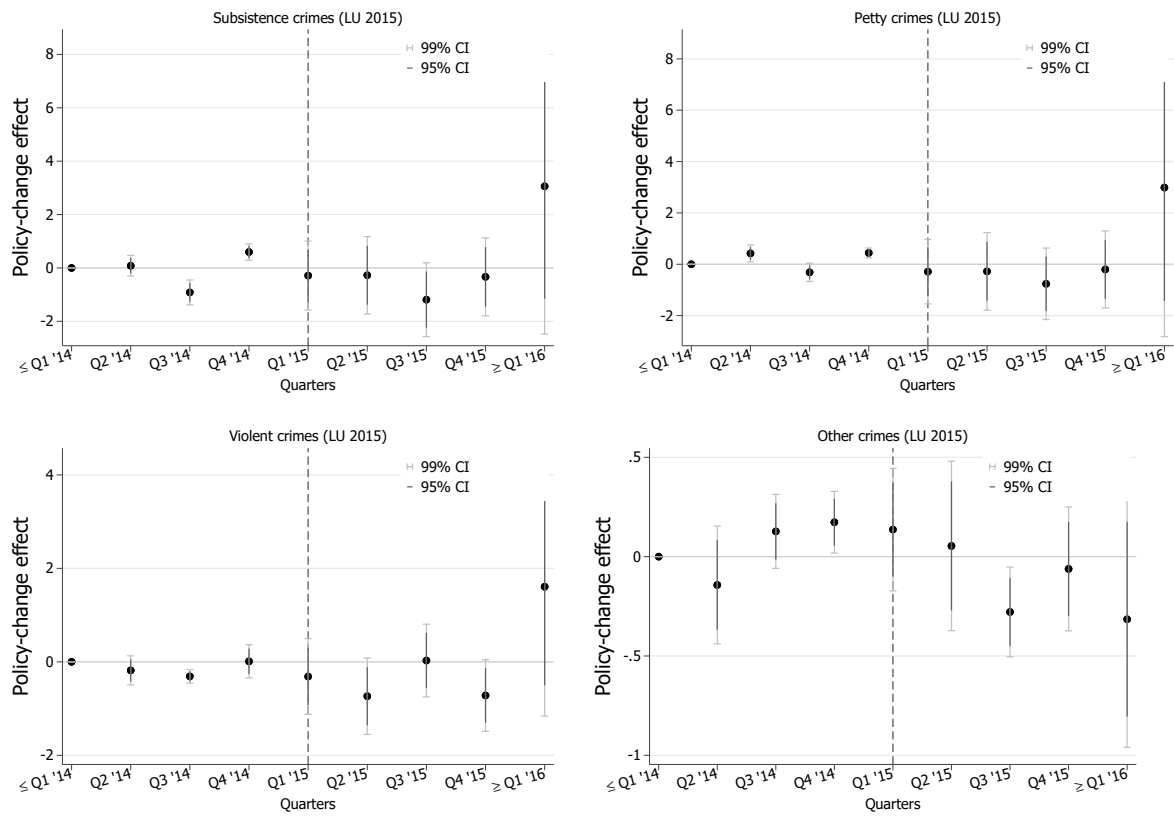 Subsistence crimes (LU 2015)
99% CI
95% CI
Policy-change effect
8
6
4
2
0
-2
≤ Q1 '14
Q2 '14
Q3 '14
Q4 '14
Q1 '15
Q2 '15
Q3 '15
Q4 '15
≥ Q1 '16
Quarters
Petty crimes (LU 2015)
99% CI
95% CI
Policy-change effect
8
6
4
2
0
-2
≤ Q1 '14
Q2 '14
Q3 '14
Q4 '14
Q1 '15
Q2 '15
Q3 '15
Q4 '15
≥ Q1 '16
Quarters
Violent crimes (LU 2015)
99% CI
95% CI
Policy-change effect
4
2
0
-2
≤ Q1 '14
Q2 '14
Q3 '14
Q4 '14
Q1 '15
Q2 '15
Q3 '15
Q4 '15
≥ Q1 '16
Quarters
Other crimes (LU 2015)
99% CI
95% CI
Policy-change effect
.5
0
-.5
-1
≤ Q1 '14
Q2 '14
Q3 '14
Q4 '14
Q1 '15
Q2 '15
Q3 '15
Q4 '15
≥ Q1 '16
Quarters